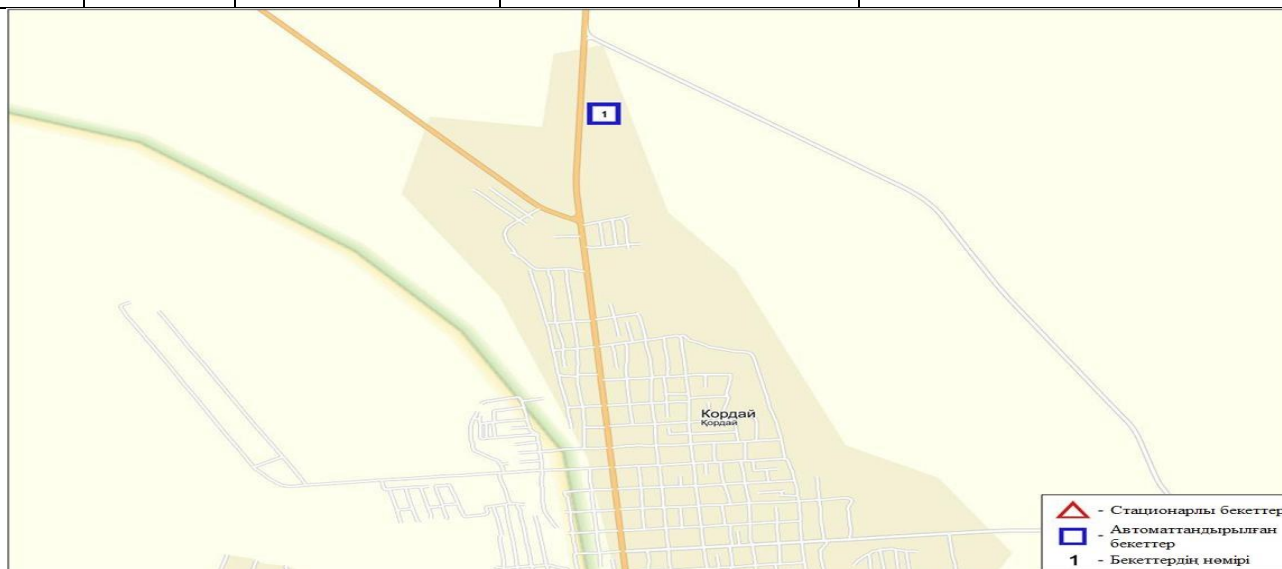 1
Кордай
Қордай
- Стационарлы бекеттер
- Автоматтандырылған
бекеттер
1 - Бекеттердің нөмірі